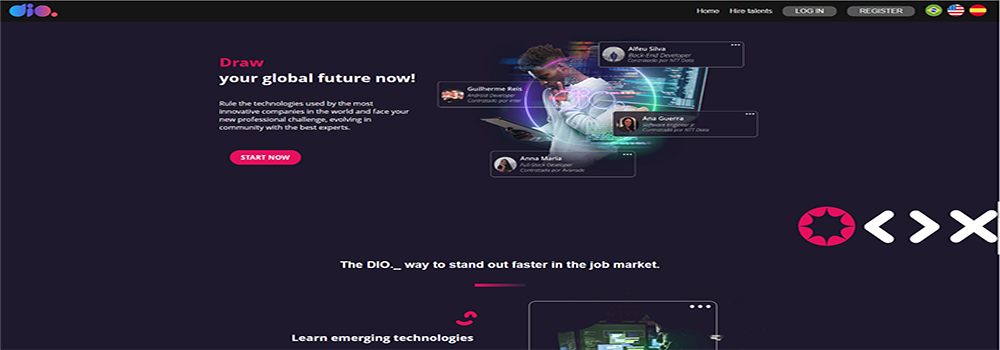 dio.
Home Hire talents LOG IN REGISTER
Draw
your global future now!
Rule the technologies used by the most
innovative companies in the world and face your
new professional challenge, evolving in
community with the best experts.
START NOW
Alfeu Silva
Back-End Developer
Contratado por NTT Data
Guilherme Reis
Android Developer
Contratado por Inter
Ana Guerra
Software Engineer Jr.
Contratada por NTT Data
Anna Maria
Full-Stack Developer
Contratada por Avanade
The DIO._ way to stand out faster in the job market.
Learn emerging technologies